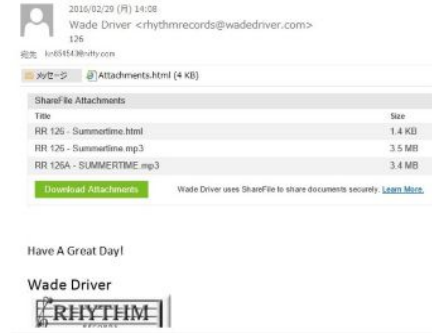 2016/02/29 (月) 14:08
Wade Driver <rhythmrecords@wadedriver.com>
126
宛先
メッセージ Attachments.html (4 KB)
ShareFile Attachments
Title Size
RR 126 - Summertime.html 1.4 KB
RR 126 - Summertime.mp3 3.5 MB
RR 126A - SUMMERTIME.mp3 3.4 MB
Download Attachments Wade Driver uses ShareFile to share documents securely. Learn More.
Have A Great Day!
Wade Driver
RHYTHM
RECORDS